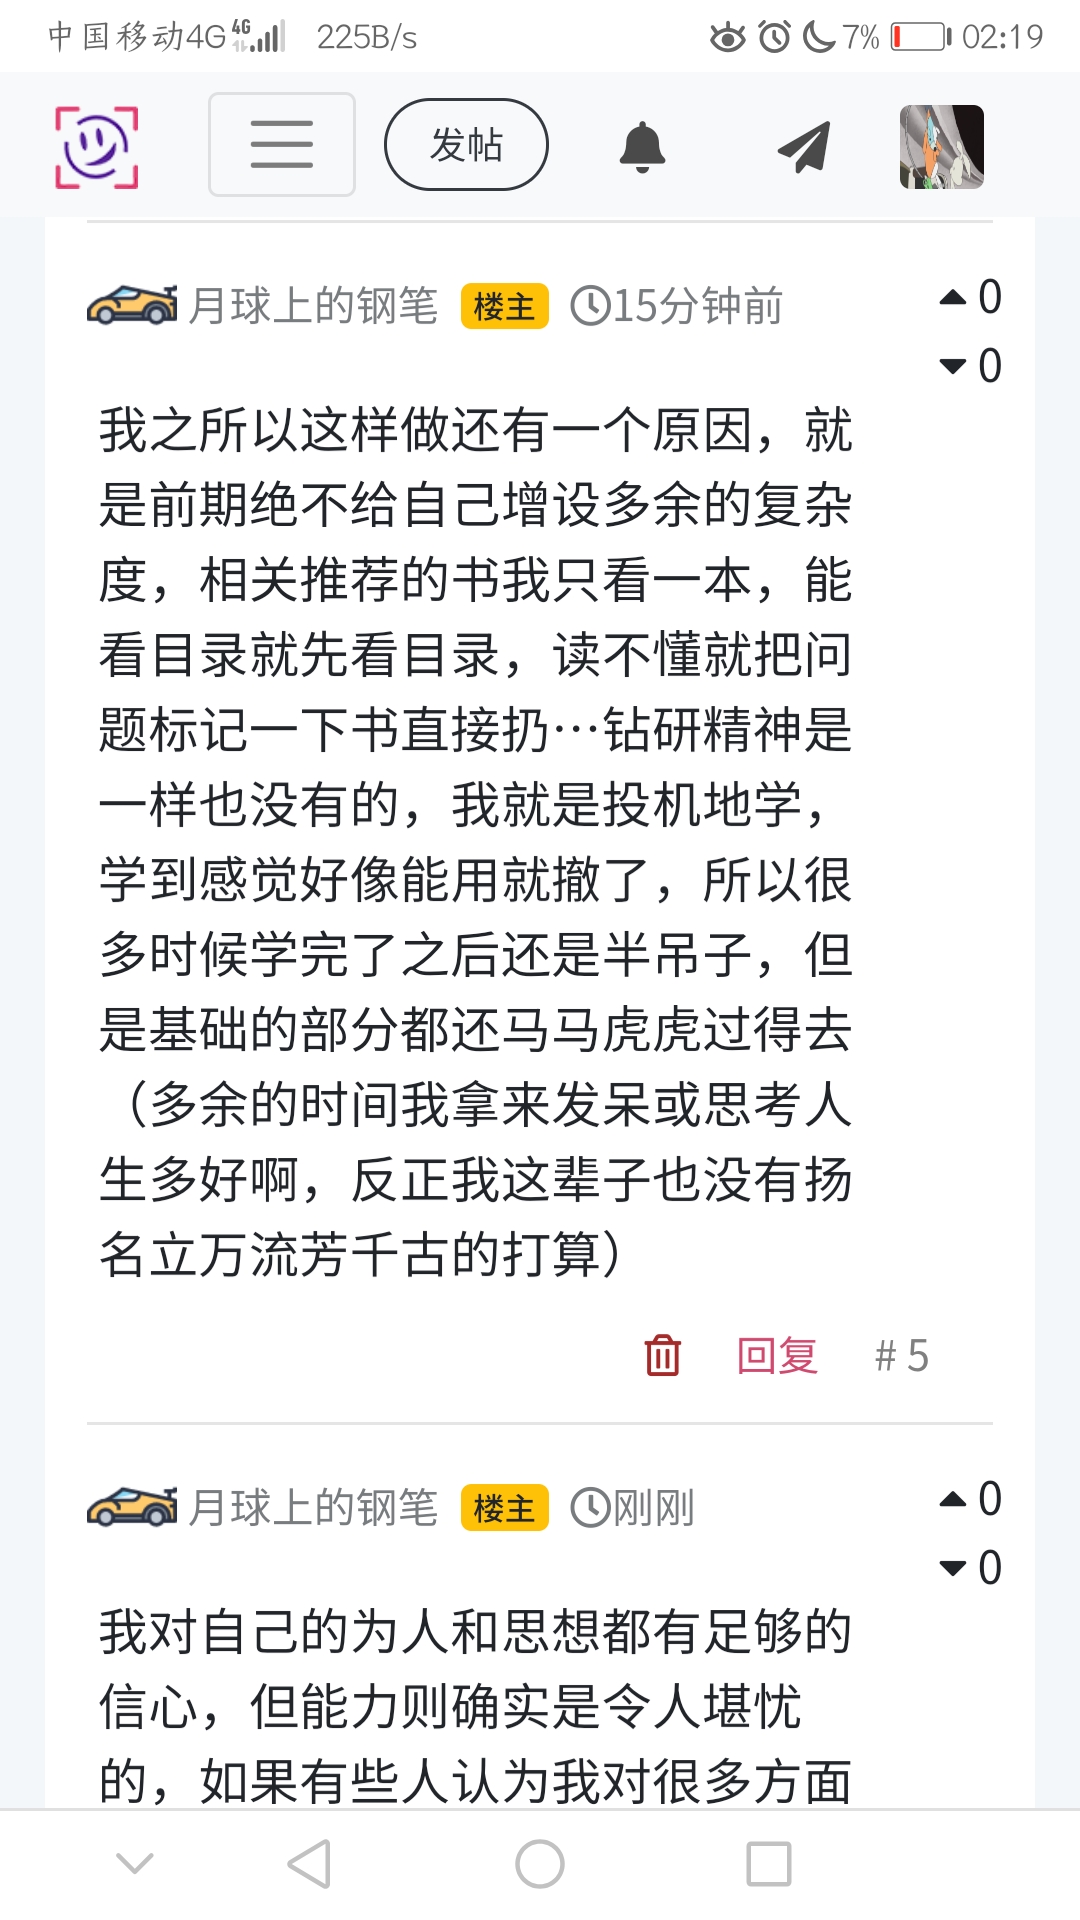 中国移动4G 4G 225B/s 7% 02:19
发帖
月球上的钢笔 楼主 15分钟前 0
0
我之所以这样做还有一个原因，就
是前期绝不给自己增设多余的复杂
度，相关推荐的书我只看一本，能
看目录就先看目录，读不懂就把问
题标记一下书直接扔…钻研精神是
一样也没有的，我就是投机地学，
学到感觉好像能用就撤了，所以很
多时候学完了之后还是半吊子，但
是基础的部分都还马马虎虎过得去
（多余的时间我拿来发呆或思考人
生多好啊，反正我这辈子也没有扬
名立万流芳千古的打算）
回复 # 5
月球上的钢笔 楼主 刚刚 0
0
我对自己的为人和思想都有足够的
信心，但能力则确实是令人堪忧
的，如果有些人认为我对很多方面